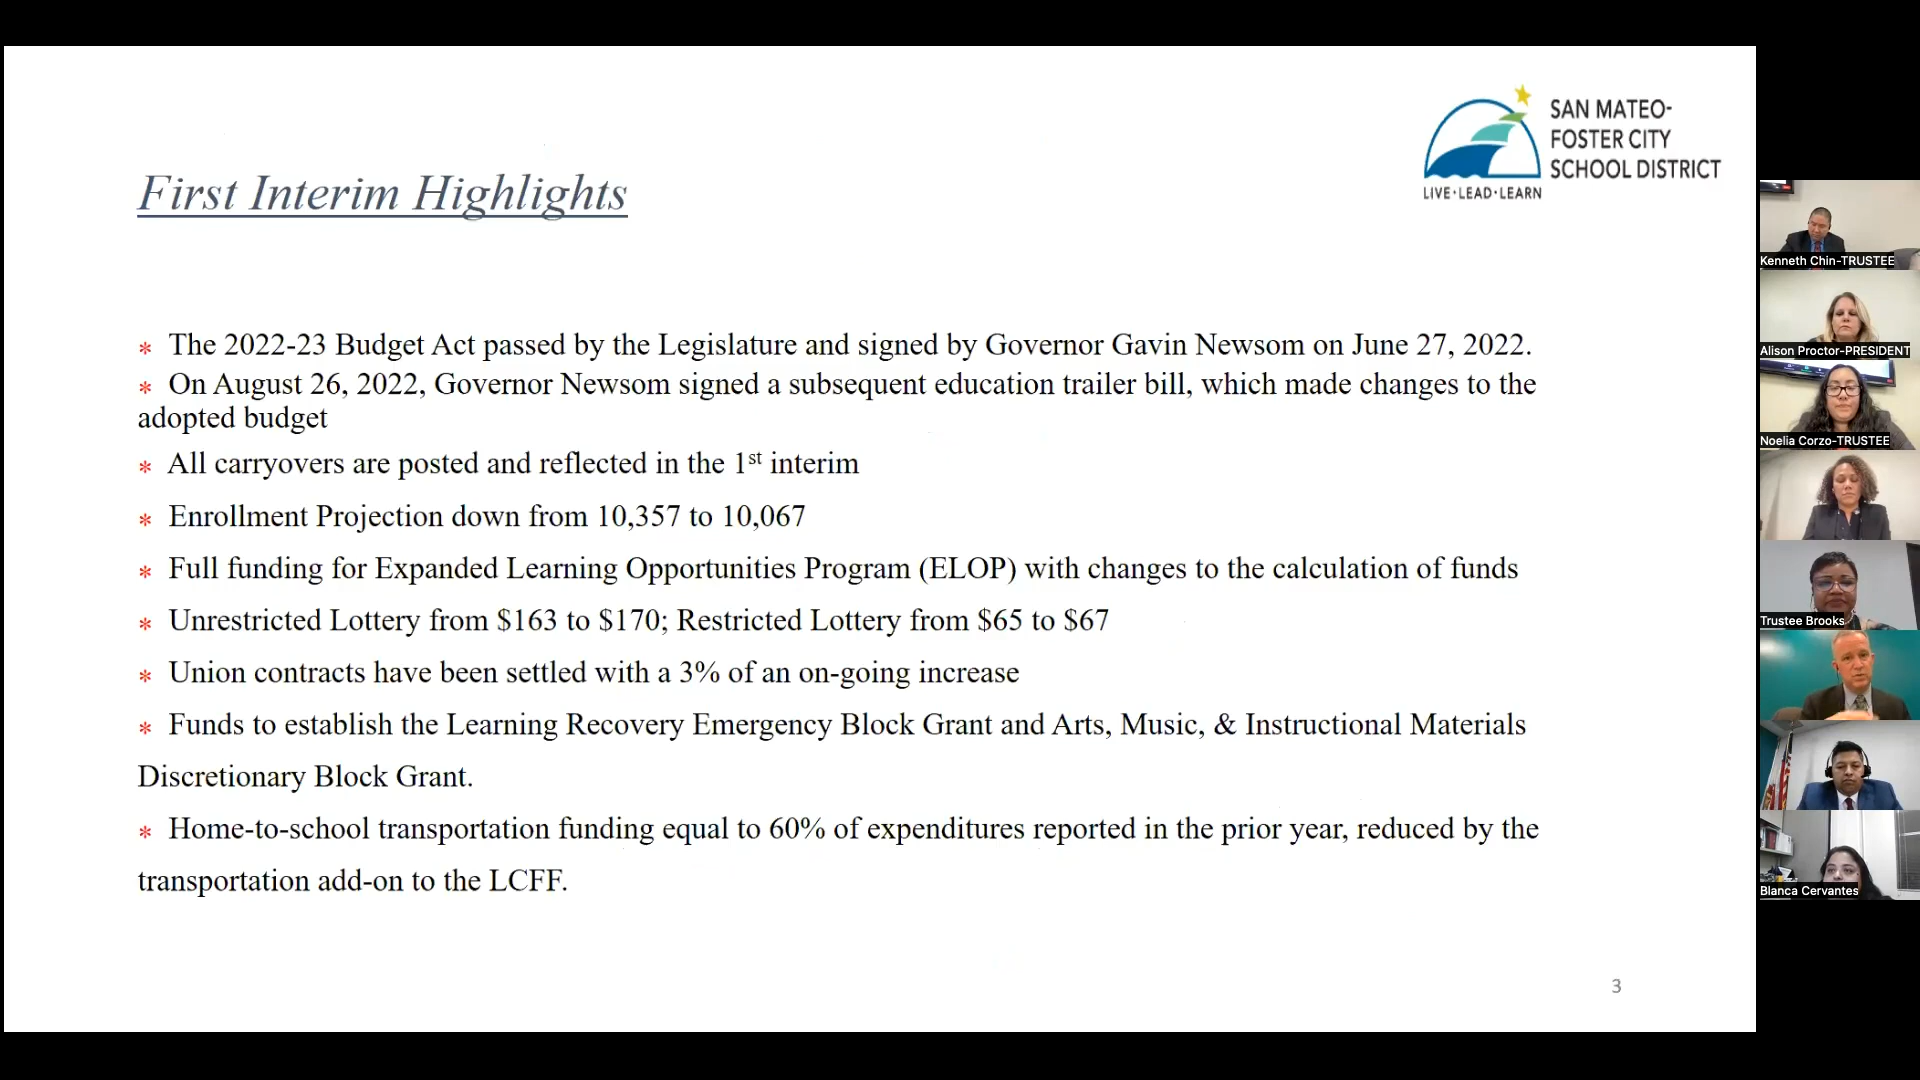 SAN MATEO-
FOSTER CITY
SCHOOL DISTRICT
LIVE•LEAD•LEARN
First Interim Highlights
* The 2022-23 Budget Act passed by the Legislature and signed by Governor Gavin Newsom on June 27, 2022.
* On August 26, 2022, Governor Newsom signed a subsequent education trailer bill, which made changes to the
adopted budget
* All carryovers are posted and reflected in the 1st interim
* Enrollment Projection down from 10,357 to 10,067
* Full funding for Expanded Learning Opportunities Program (ELOP) with changes to the calculation of funds
* Unrestricted Lottery from $163 to $170; Restricted Lottery from $65 to $67
* Union contracts have been settled with a 3% of an on-going increase
* Funds to establish the Learning Recovery Emergency Block Grant and Arts, Music, & Instructional Materials
Discretionary Block Grant.
* Home-to-school transportation funding equal to 60% of expenditures reported in the prior year, reduced by the
transportation add-on to the LCFF.
3
Kenneth Chin-TRUSTEE
Alison Proctor-PRESIDENT
Noelia Corzo-TRUSTEE
Trustee Brooks
Blanca Cervantes